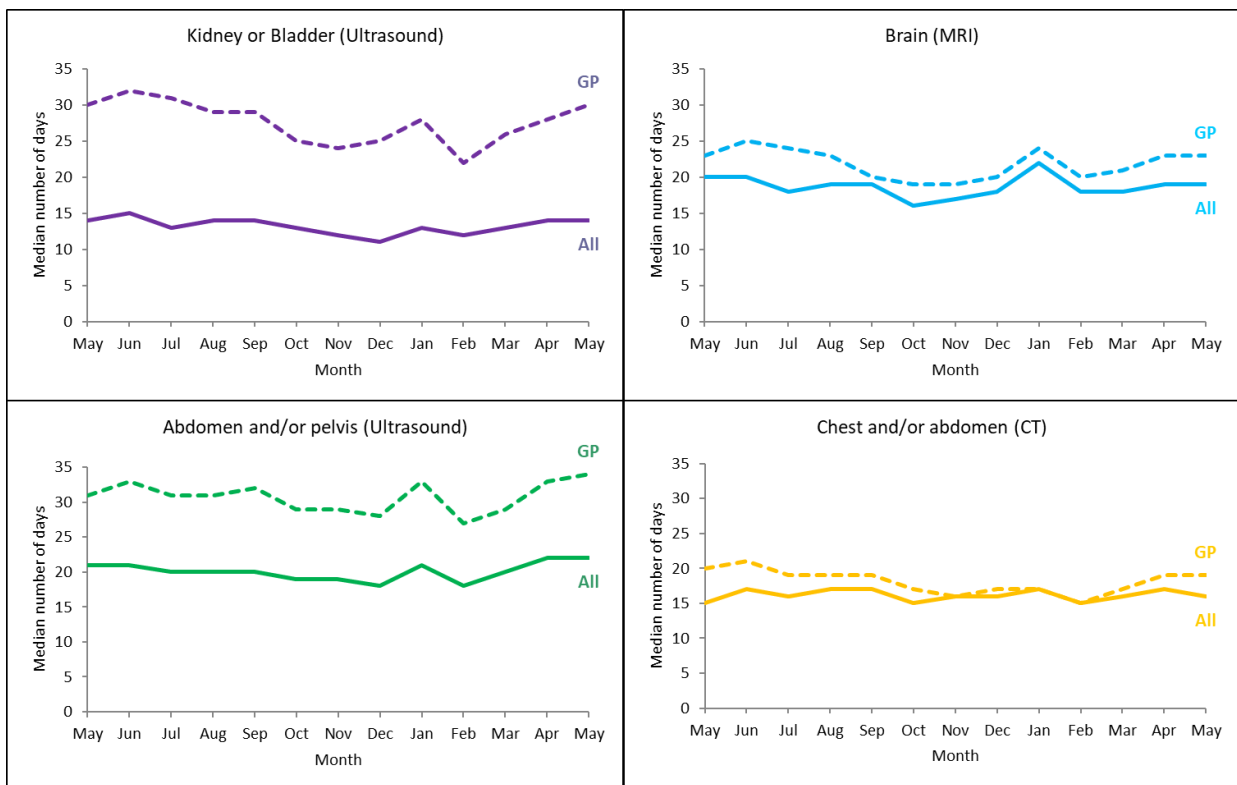 Kidney or Bladder (Ultrasound)
Median number of days
35
30
25
20
15
10
5
0
GP
All
May Jun Jul Aug Sep Oct Nov Dec Jan Feb Mar Apr May
Month
Brain (MRI)
Median number of days
35
30
25
20
15
10
5
0
GP
All
May Jun Jul Aug Sep Oct Nov Dec Jan Feb Mar Apr May
Month
Abdomen and/or pelvis (Ultrasound)
Median number of days
35
30
25
20
15
10
5
0
GP
All
May Jun Jul Aug Sep Oct Nov Dec Jan Feb Mar Apr May
Month
Chest and/or abdomen (CT)
Median number of days
35
30
25
20
15
10
5
0
GP
All
May Jun Jul Aug Sep Oct Nov Dec Jan Feb Mar Apr May
Month